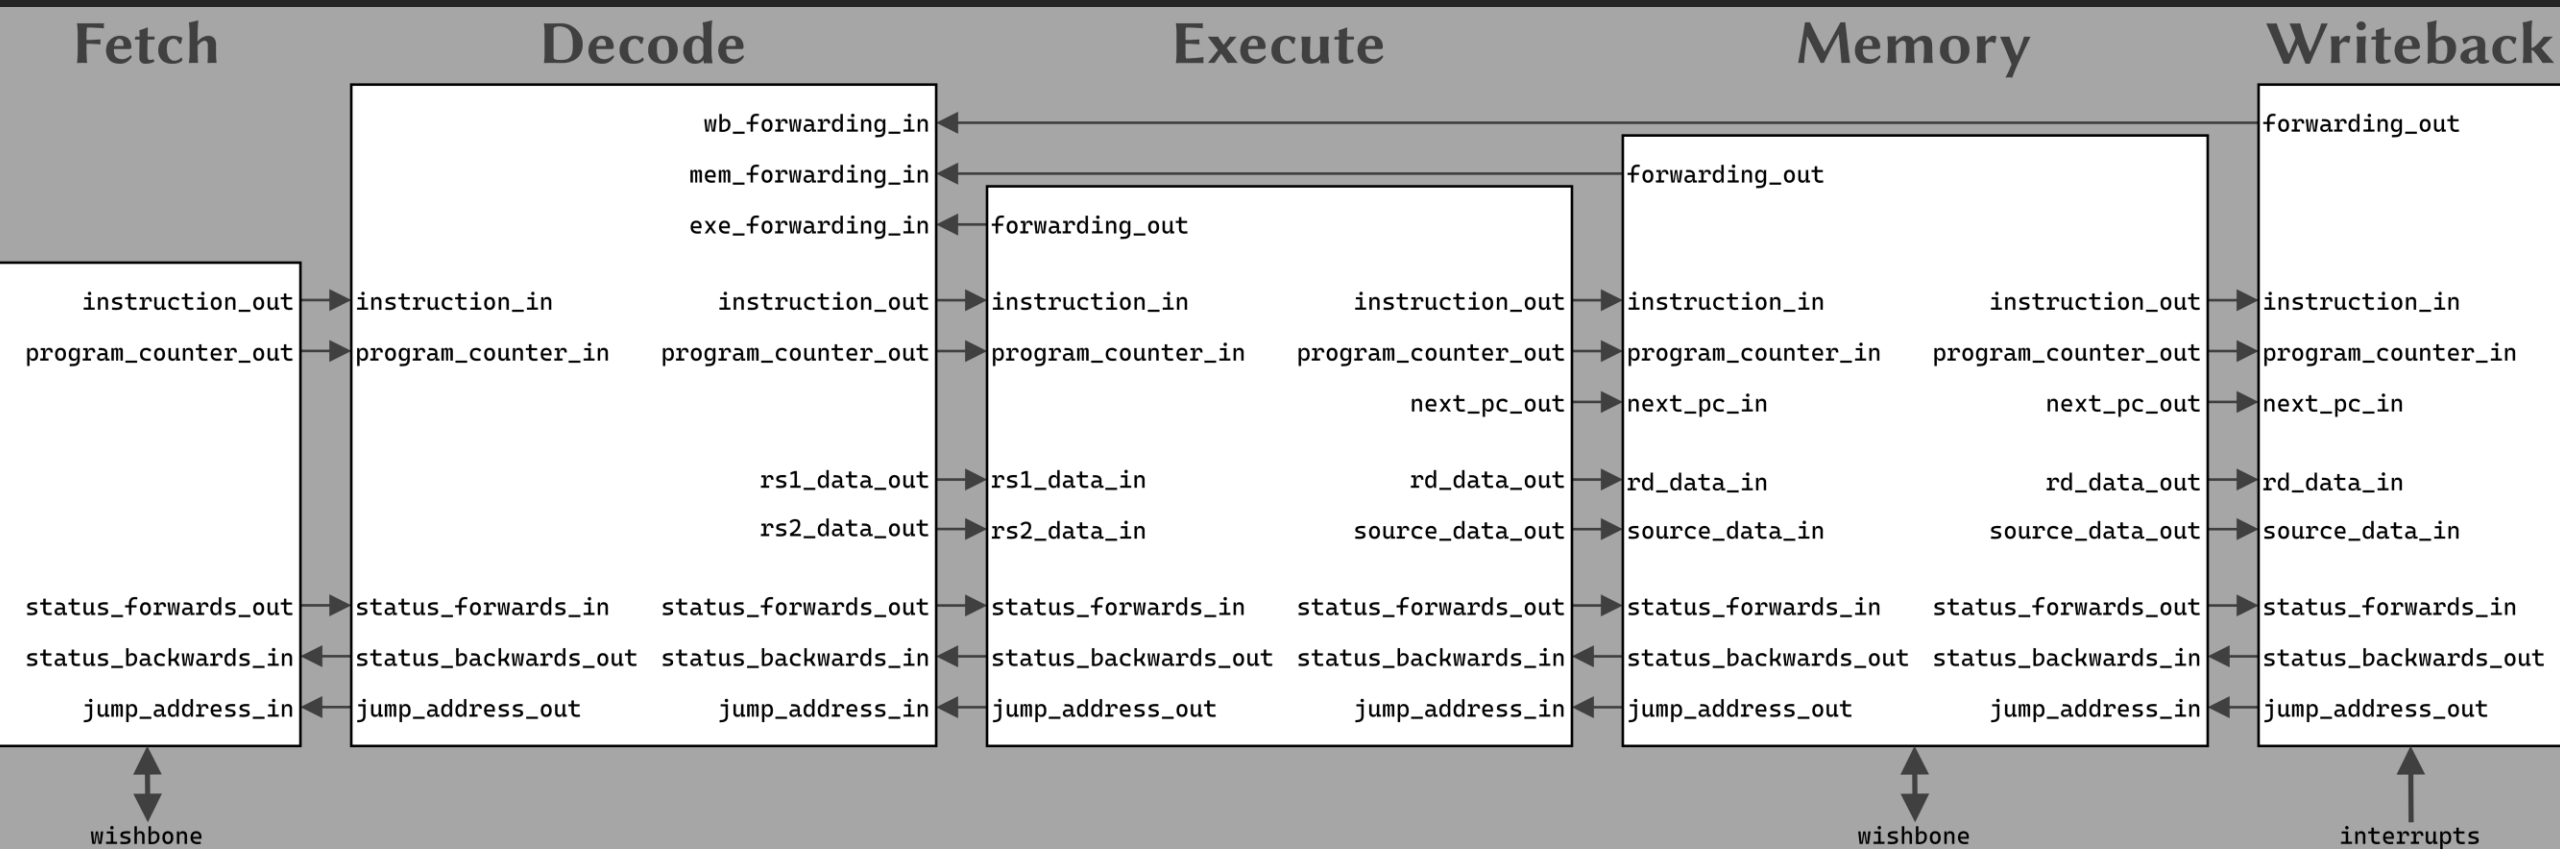 Fetch Decode Execute Memory Writeback
wb_forwarding_in forwarding_out
mem_forwarding_in forwarding_out
exe_forwarding_in forwarding_out
instruction_out instruction_in instruction_out instruction_in instruction_out instruction_in instruction_out instruction_in
program_counter_out program_counter_in program_counter_out program_counter_in program_counter_out program_counter_in program_counter_out program_counter_in
next_pc_out next_pc_in next_pc_out next_pc_in
rs1_data_out rs1_data_in rd_data_out rd_data_in rd_data_out rd_data_in
rs2_data_out rs2_data_in source_data_out source_data_in source_data_out source_data_in
status_forwards_out status_forwards_in status_forwards_out status_forwards_in status_forwards_out status_forwards_in status_forwards_out status_forwards_in
status_backwards_in status_backwards_out status_backwards_in status_backwards_out status_backwards_in status_backwards_out status_backwards_in status_backwards_out
jump_address_in jump_address_out jump_address_in jump_address_out jump_address_in jump_address_out jump_address_in jump_address_out
wishbone wishbone interrupts